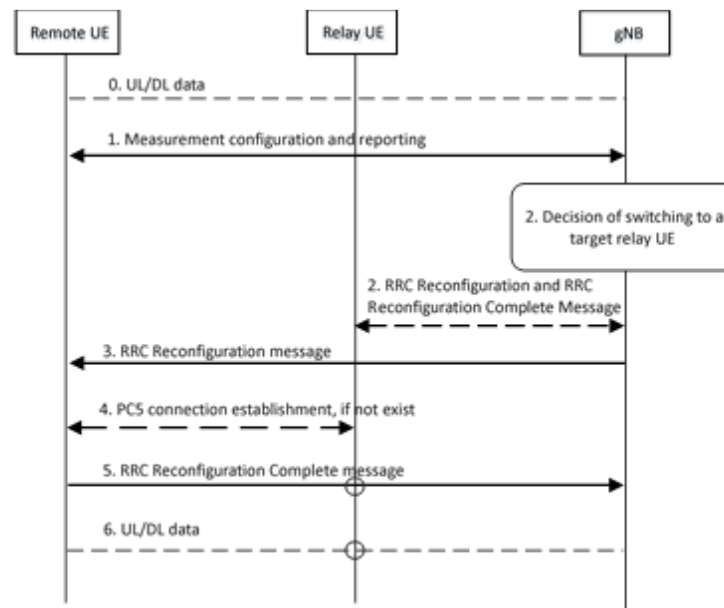 Remote UE
Relay UE
gNB
0. UL/DL data
1. Measurement configuration and reporting
2. Decision of switching to a
target relay UE
2. RRC Reconfiguration and RRC
Reconfiguration Complete Message
3. RRC Reconfiguration message
4. PC5 connection establishment, if not exist
5. RRC Reconfiguration Complete message
6. UL/DL data